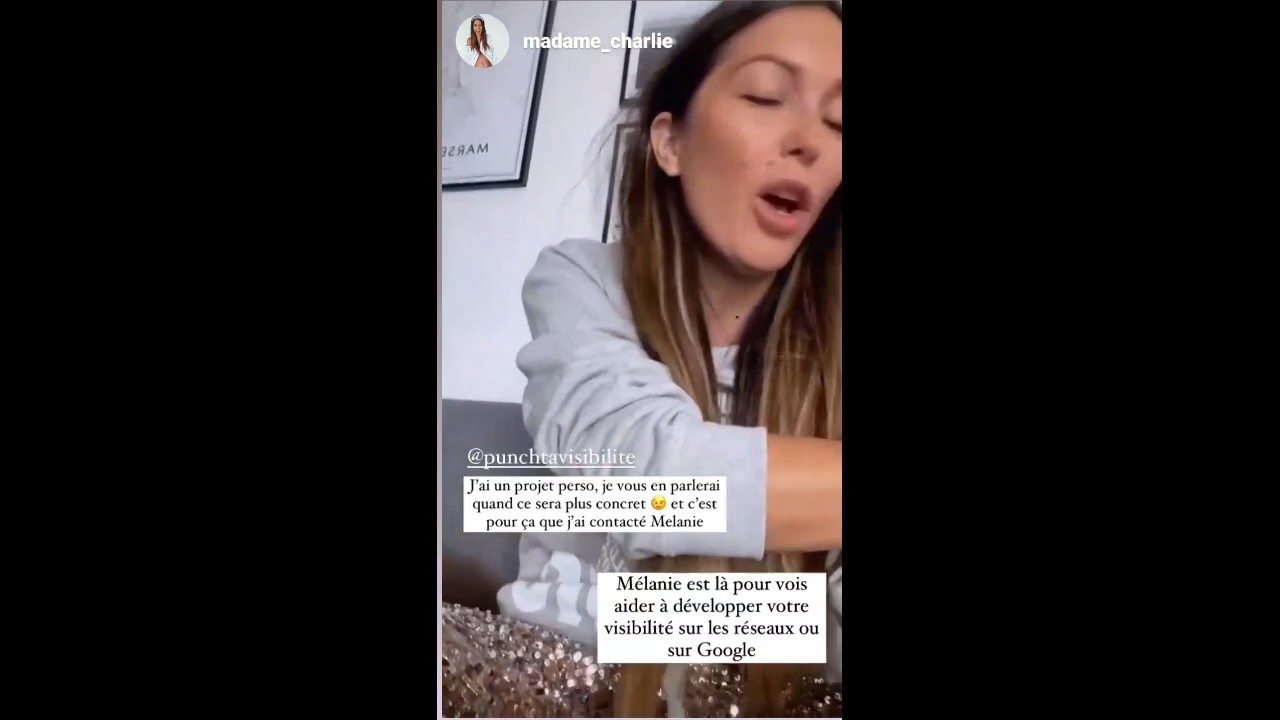 madame_charlie
MARSE
@punchtavisibilite
J'ai un projet perso, je vous en parlerai
quand ce sera plus concret 😉 et c'est
pour ça que j'ai contacté Melanie
Mélanie est là pour vois
aider à développer votre
visibilité sur les réseaux ou
sur Google